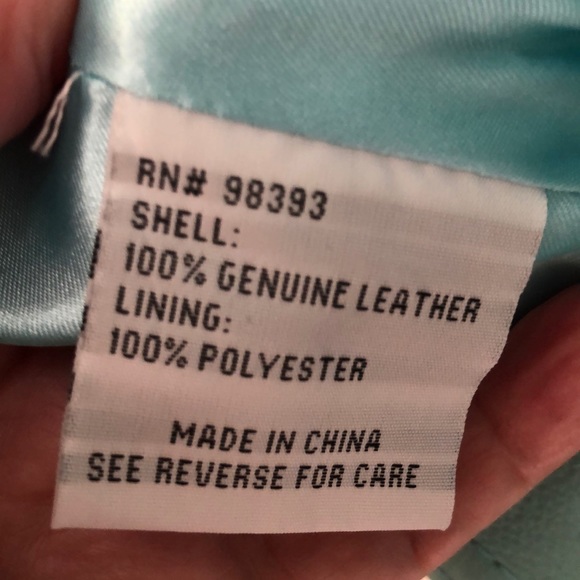 RN# 98393
SHELL:
100% GENUINE LEATHER
LINING:
100% POLYESTER
MADE IN CHINA
SEE REVERSE FOR CARE